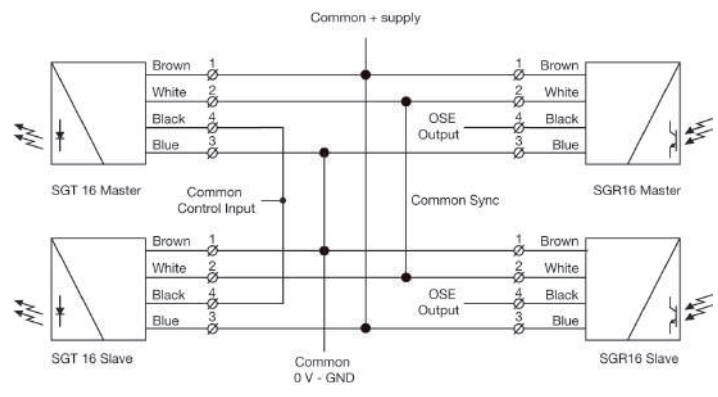 Common + supply
Brown 1 1 Brown
White 2 2 White
Black 4 OSE Output 4 Black
Blue 3 3 Blue
SGT 16 Master
SGR16 Master
Common
Control Input
Common Sync
Brown 1 1 Brown
White 2 2 White
Black 4 OSE Output 4 Black
Blue 3 3 Blue
SGT 16 Slave
SGR16 Slave
Common
0 V - GND